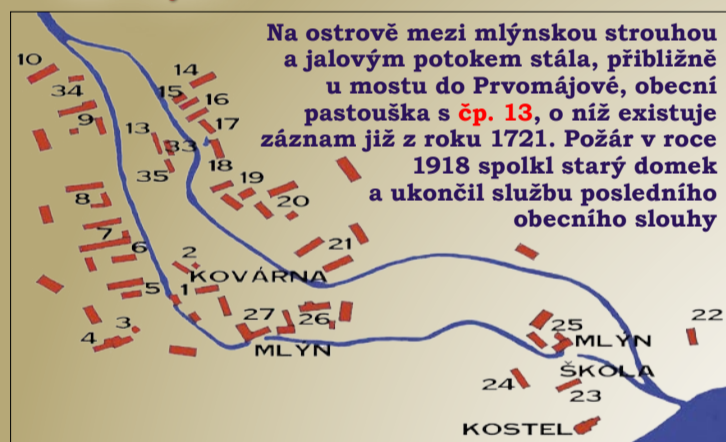 Na ostrově mezi mlýnskou strouhou
a jalovým potokem stála, přibližně
u mostu do Prvomájové, obecní
pastouška s čp. 13, o níž existuje
záznam již z roku 1721. Požár v roce
1918 spolkl starý domek
a ukončil službu posledního
obecního slouhy
10
34
9
14
15
16
17
13
33
35
18
19
20
8
7
6
21
2
KOVÁRNA
5
1
22
3
4
27
26
MLÝN
25
MLÝN
ŠKOLA
24
23
KOSTEL